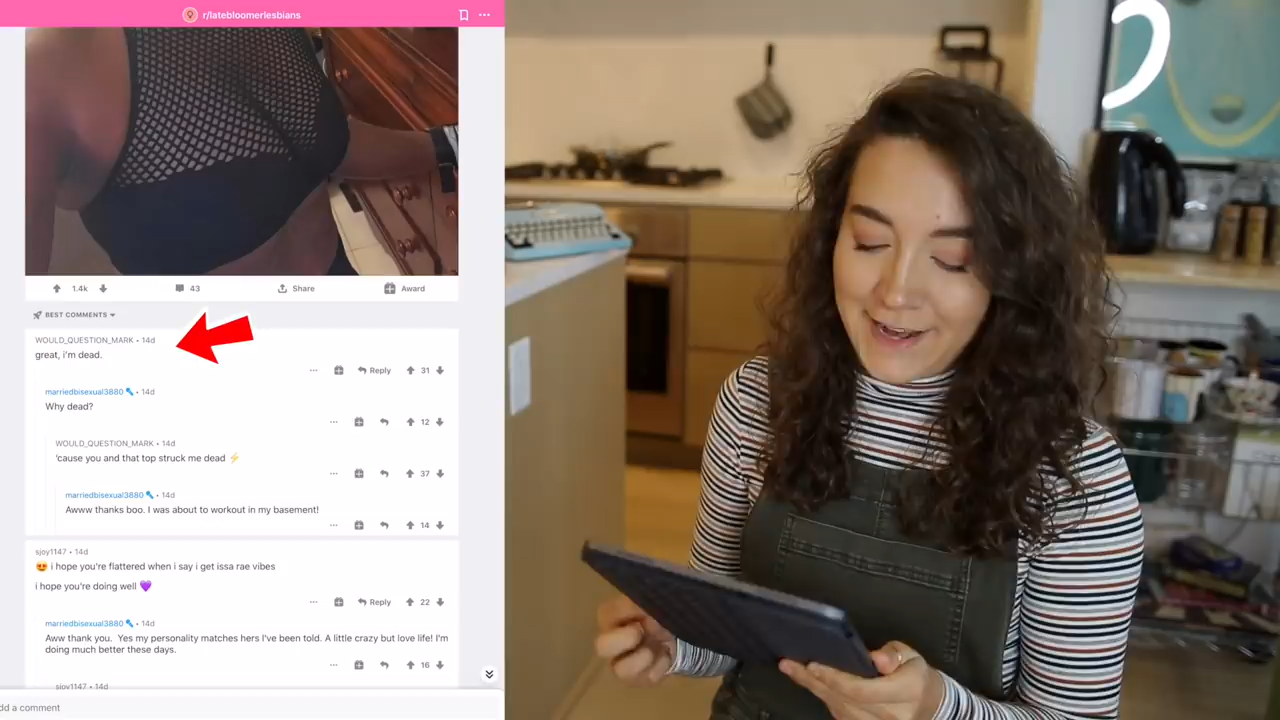 r/latebloomerlesbians
1.4k
43
Share
Award
BEST COMMENTS
WOULD_QUESTION_MARK • 14d
great, i'm dead.
Reply
31
marriedbisexual3880 • 14d
Why dead?
12
WOULD_QUESTION_MARK • 14d
'cause you and that top struck me dead ⚡
37
marriedbisexual3880 • 14d
Awww thanks boo. I was about to workout in my basement!
14
sjoy1147 • 14d
😍 i hope you're flattered when i say i get issa rae vibes
i hope you're doing well 💜
Reply
22
marriedbisexual3880 • 14d
Aww thank you. Yes my personality matches hers I've been told. A little crazy but love life! I'm
doing much better these days.
16
sjoy1147 • 14d
dd a comment